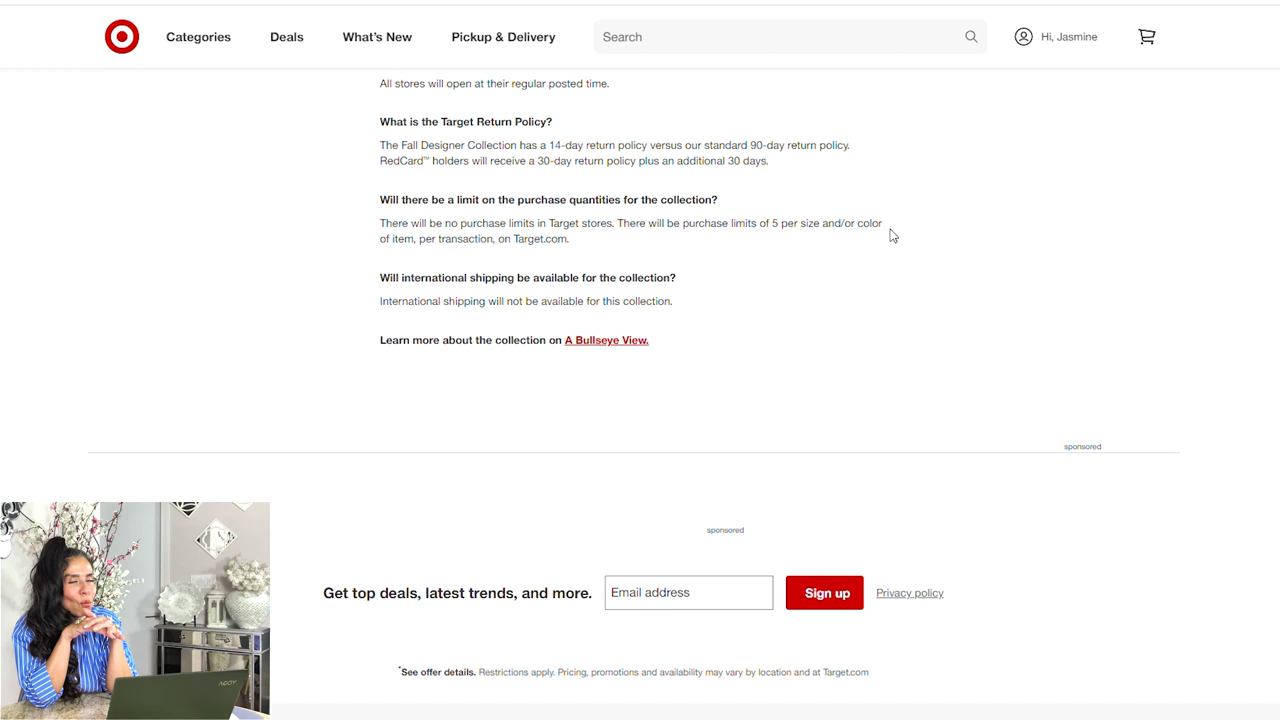 Categories
Deals
What's New
Pickup & Delivery
Search
Hi, Jasmine
All stores will open at their regular posted time.
What is the Target Return Policy?
The Fall Designer Collection has a 14-day return policy versus our standard 90-day return policy.
RedCard™ holders will receive a 30-day return policy plus an additional 30 days.
Will there be a limit on the purchase quantities for the collection?
There will be no purchase limits in Target stores. There will be purchase limits of 5 per size and/or color
of item, per transaction, on Target.com.
Will international shipping be available for the collection?
International shipping will not be available for this collection.
Learn more about the collection on A Bullseye View.
sponsored
sponsored
Get top deals, latest trends, and more.
Email address
Sign up
Privacy policy
*See offer details. Restrictions apply. Pricing, promotions and availability may vary by location and at Target.com